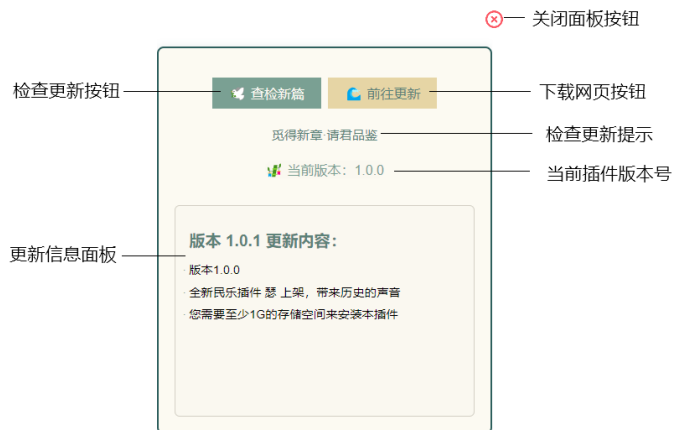 关闭面板按钮
检查更新按钮
查检新篇
前往更新
下载网页按钮
觅得新章·请君品鉴
检查更新提示
当前版本：1.0.0
当前插件版本号
更新信息面板
版本 1.0.1 更新内容：
· 版本1.0.0
· 全新民乐插件 瑟 上架，带来历史的声音
· 您需要至少1G的存储空间来安装本插件